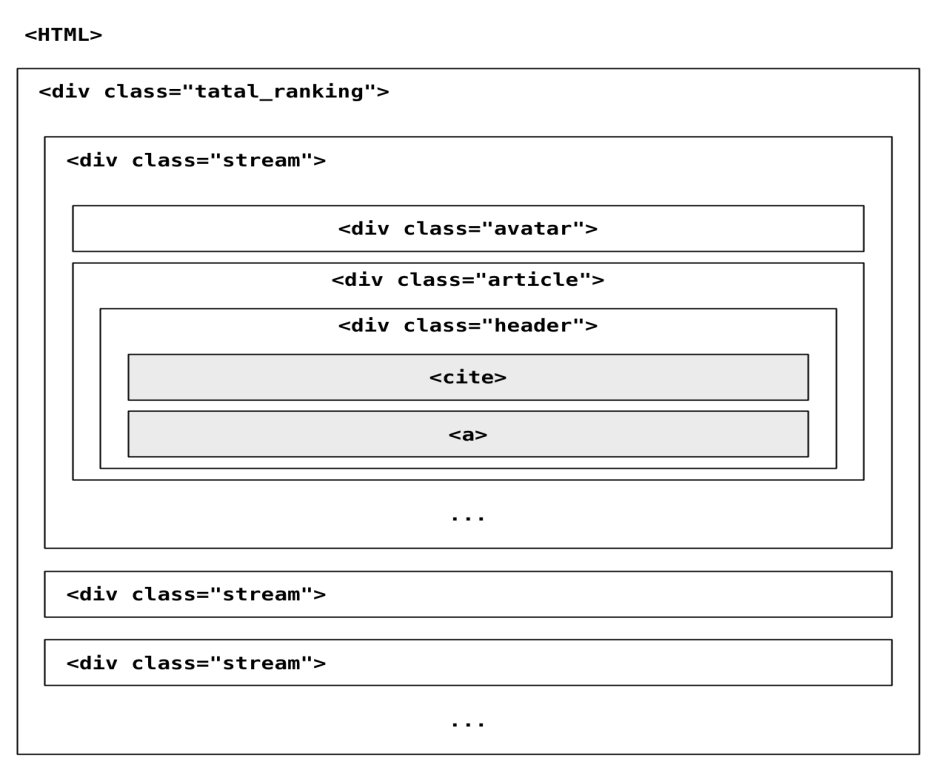 <HTML>
<div class="tatal_ranking">
<div class="stream">
<div class="avatar">
<div class="article">
<div class="header">
<cite>
<a>
...
<div class="stream">
<div class="stream">
...